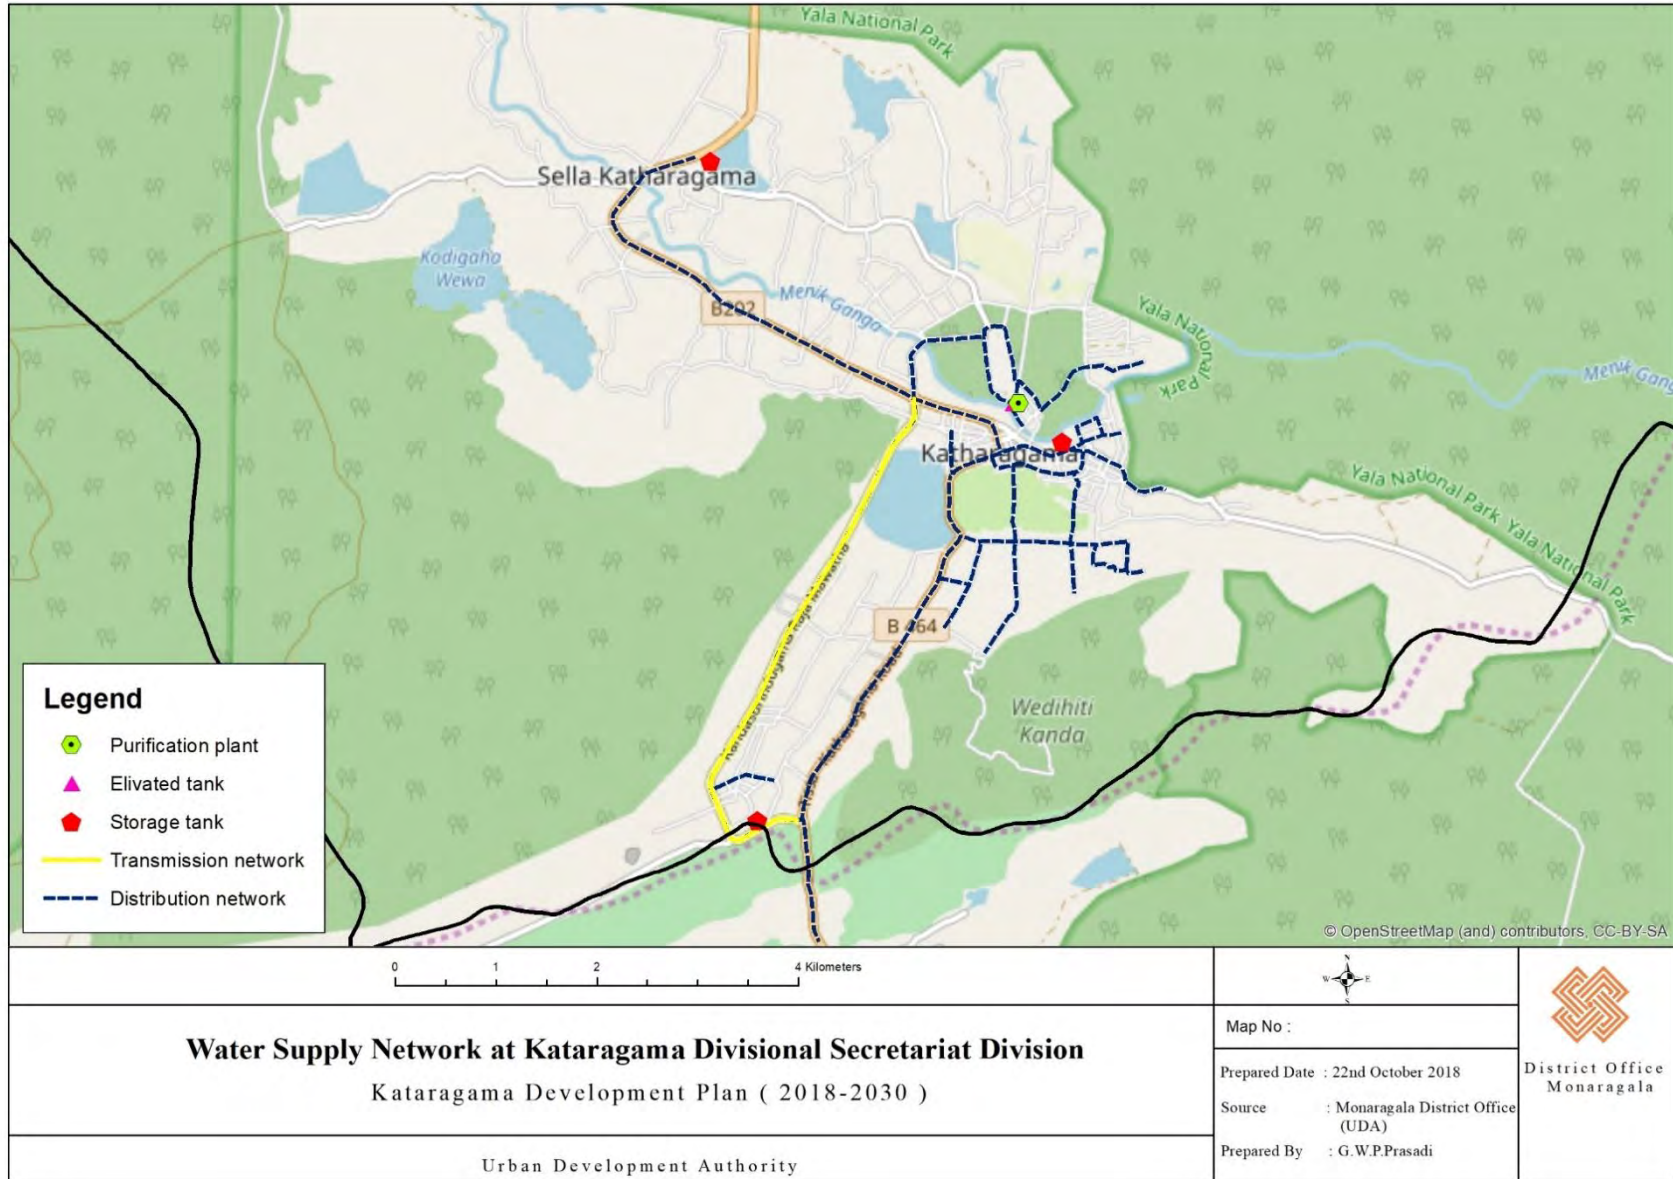 Yala National Park
Sella Katharagama
Kodigaha
Wewa
B202
Menik Ganga
Yala National Park
Menik Gang
Katharagama
Yala National Park
Yala National Park
B 464
Wedihiti
Kanda
Legend
Purification plant
Elivated tank
Storage tank
Transmission network
Distribution network
© OpenStreetMap (and) contributors, CC-BY-SA
0 1 2 4 Kilometers
N
W E
S
Water Supply Network at Kataragama Divisional Secretariat Division
Kataragama Development Plan ( 2018-2030 )
Urban Development Authority
Map No :
Prepared Date : 22nd October 2018
Source : Monaragala District Office
(UDA)
Prepared By : G.W.P.Prasadi
District Office
Monaragala